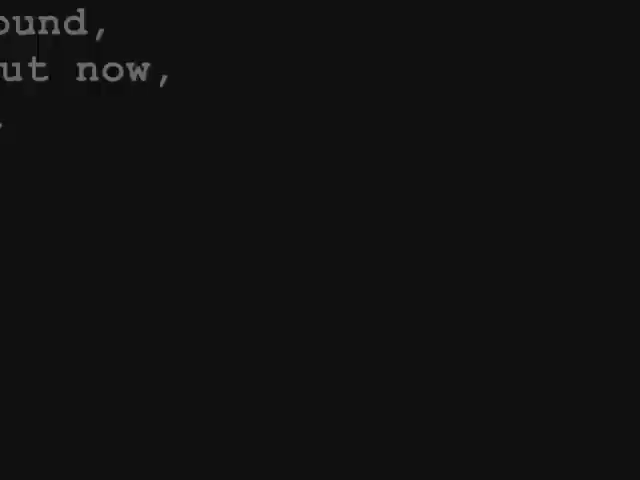 ound,
ut now,
,